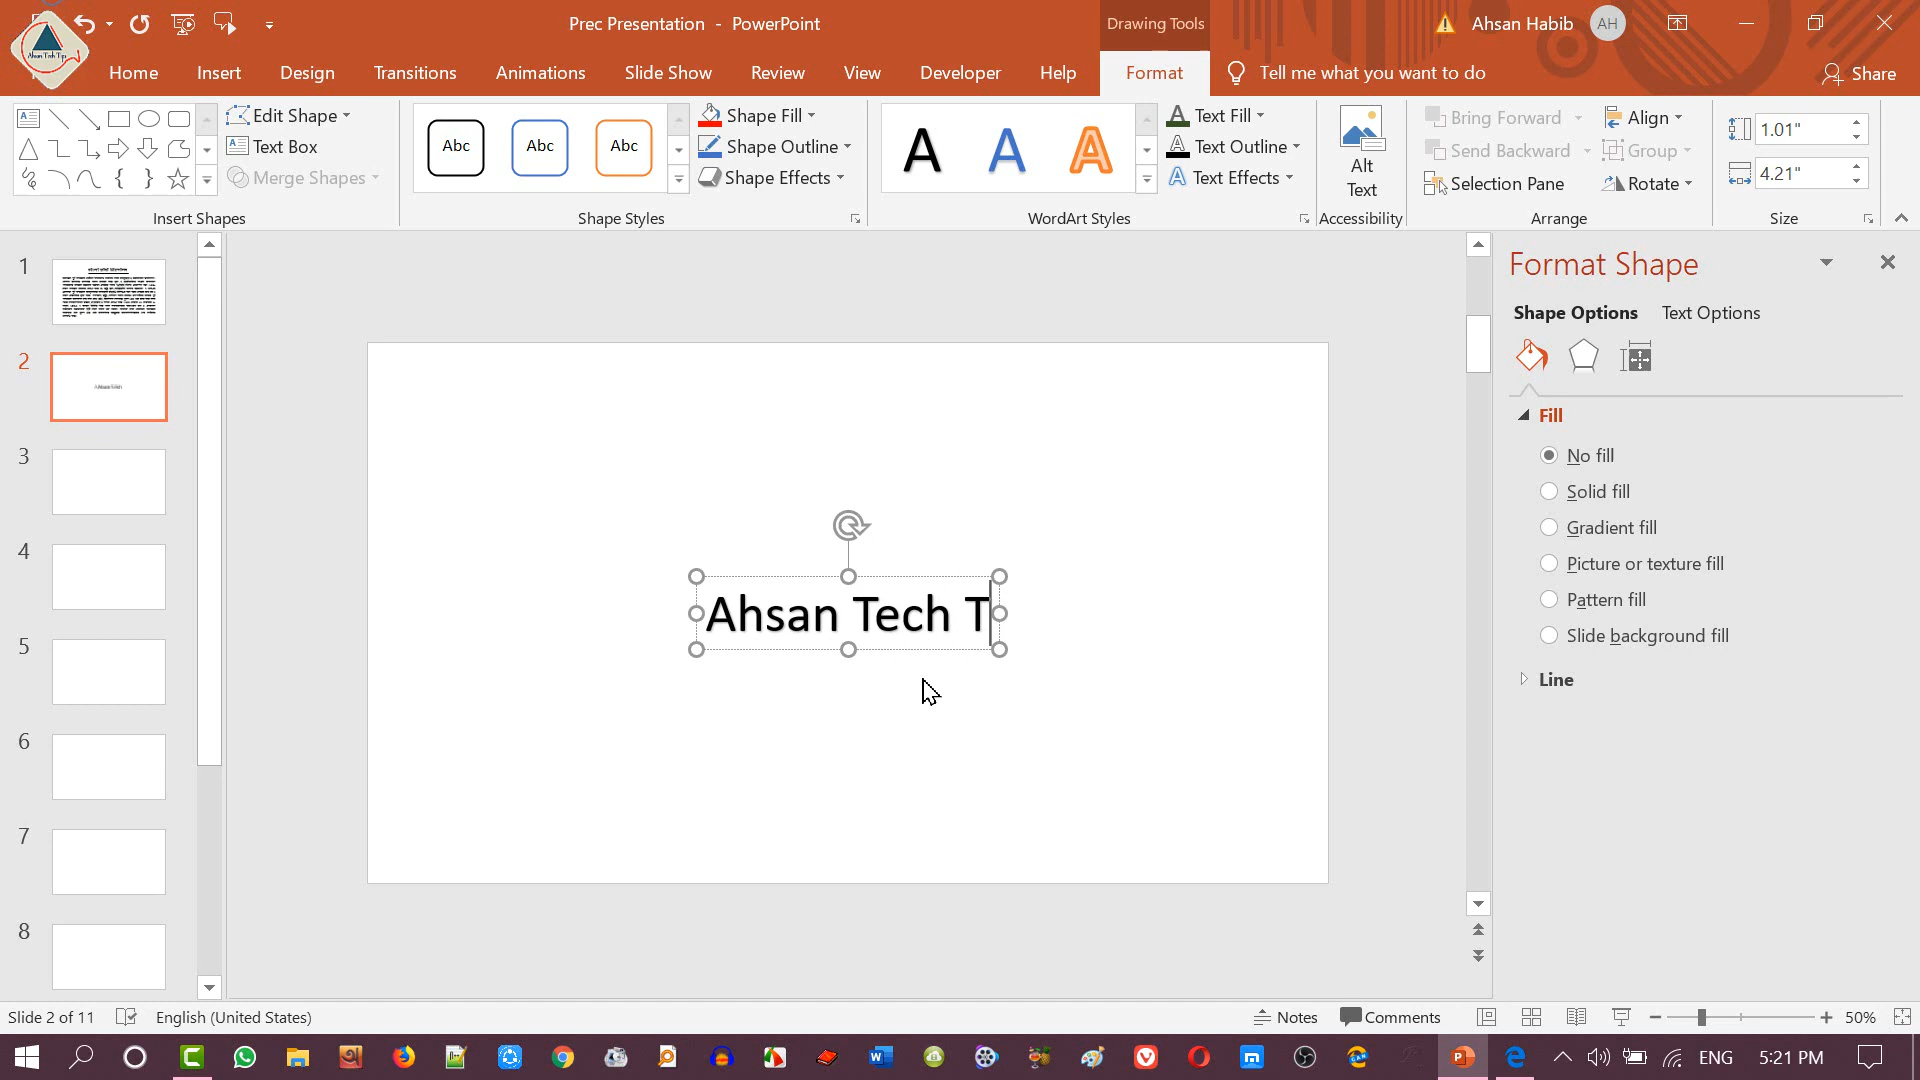 Prec Presentation - PowerPoint
Drawing Tools
Ahsan Habib
AH
Ahsan Tech Tips
Home Insert Design Transitions Animations Slide Show Review View Developer Help Format Tell me what you want to do Share
Edit Shape
Text Box
Merge Shapes
Insert Shapes
Abc Abc Abc
Shape Fill
Shape Outline
Shape Effects
Shape Styles
A A A
Text Fill
Text Outline
Text Effects
WordArt Styles
Alt
Text
Accessibility
Bring Forward
Send Backward
Selection Pane
Align
Group
Rotate
Arrange
1.01"
4.21"
Size
1
2
3
4
5
6
7
8
Ahsan Tech T
Format Shape
Shape Options Text Options
Fill
No fill
Solid fill
Gradient fill
Picture or texture fill
Pattern fill
Slide background fill
Line
Slide 2 of 11 English (United States) Notes Comments 50%
ENG 5:21 PM